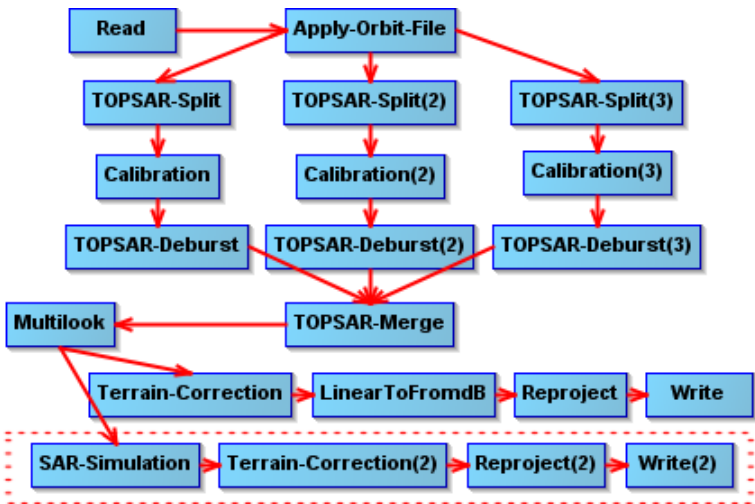 Read Apply-Orbit-File
TOPSAR-Split TOPSAR-Split(2) TOPSAR-Split(3)
Calibration Calibration(2) Calibration(3)
TOPSAR-Deburst TOPSAR-Deburst(2) TOPSAR-Deburst(3)
Multilook TOPSAR-Merge
Terrain-Correction LinearToFromdB Reproject Write
SAR-Simulation Terrain-Correction(2) Reproject(2) Write(2)